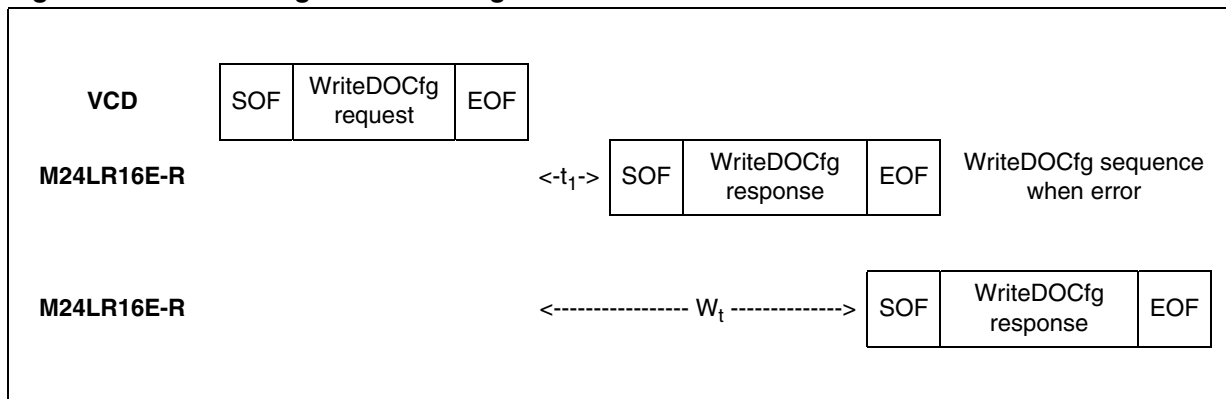 VCD SOF WriteDOCfg request EOF
M24LR16E-R <-t1-> SOF WriteDOCfg response EOF WriteDOCfg sequence when error
M24LR16E-R <----------------- Wt --------------> SOF WriteDOCfg response EOF